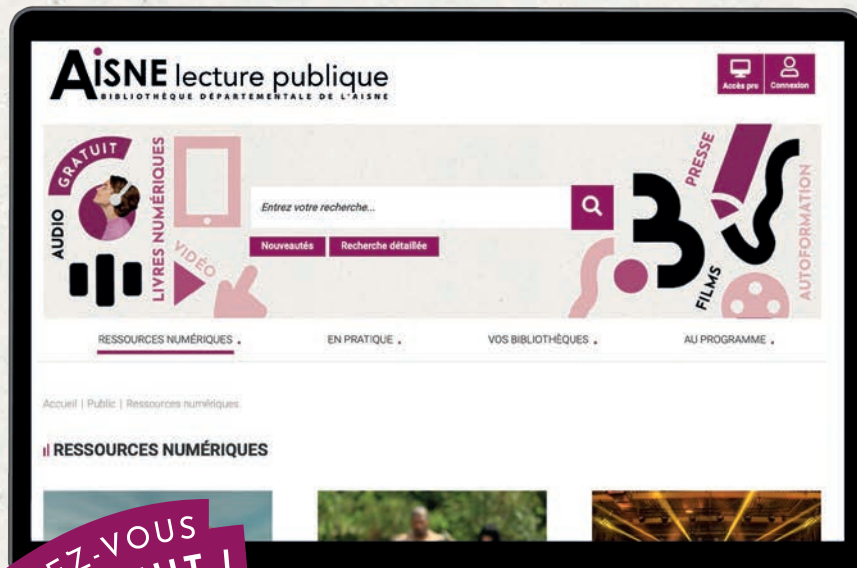 AiSNE lecture publique
BIBLIOTHÈQUE DÉPARTEMENTALE DE L'AISNE
Accès pro
Connexion
GRATUIT
AUDIO
LIVRES NUMÉRIQUES
VIDÉO
Entrez votre recherche...
Nouveautés
Recherche détaillée
PRESSE
FILMS
AUTOFORMATION
RESSOURCES NUMÉRIQUES
EN PRATIQUE
VOS BIBLIOTHÈQUES
AU PROGRAMME
Accueil | Public | Ressources numériques
RESSOURCES NUMÉRIQUES
EZ-VOUS